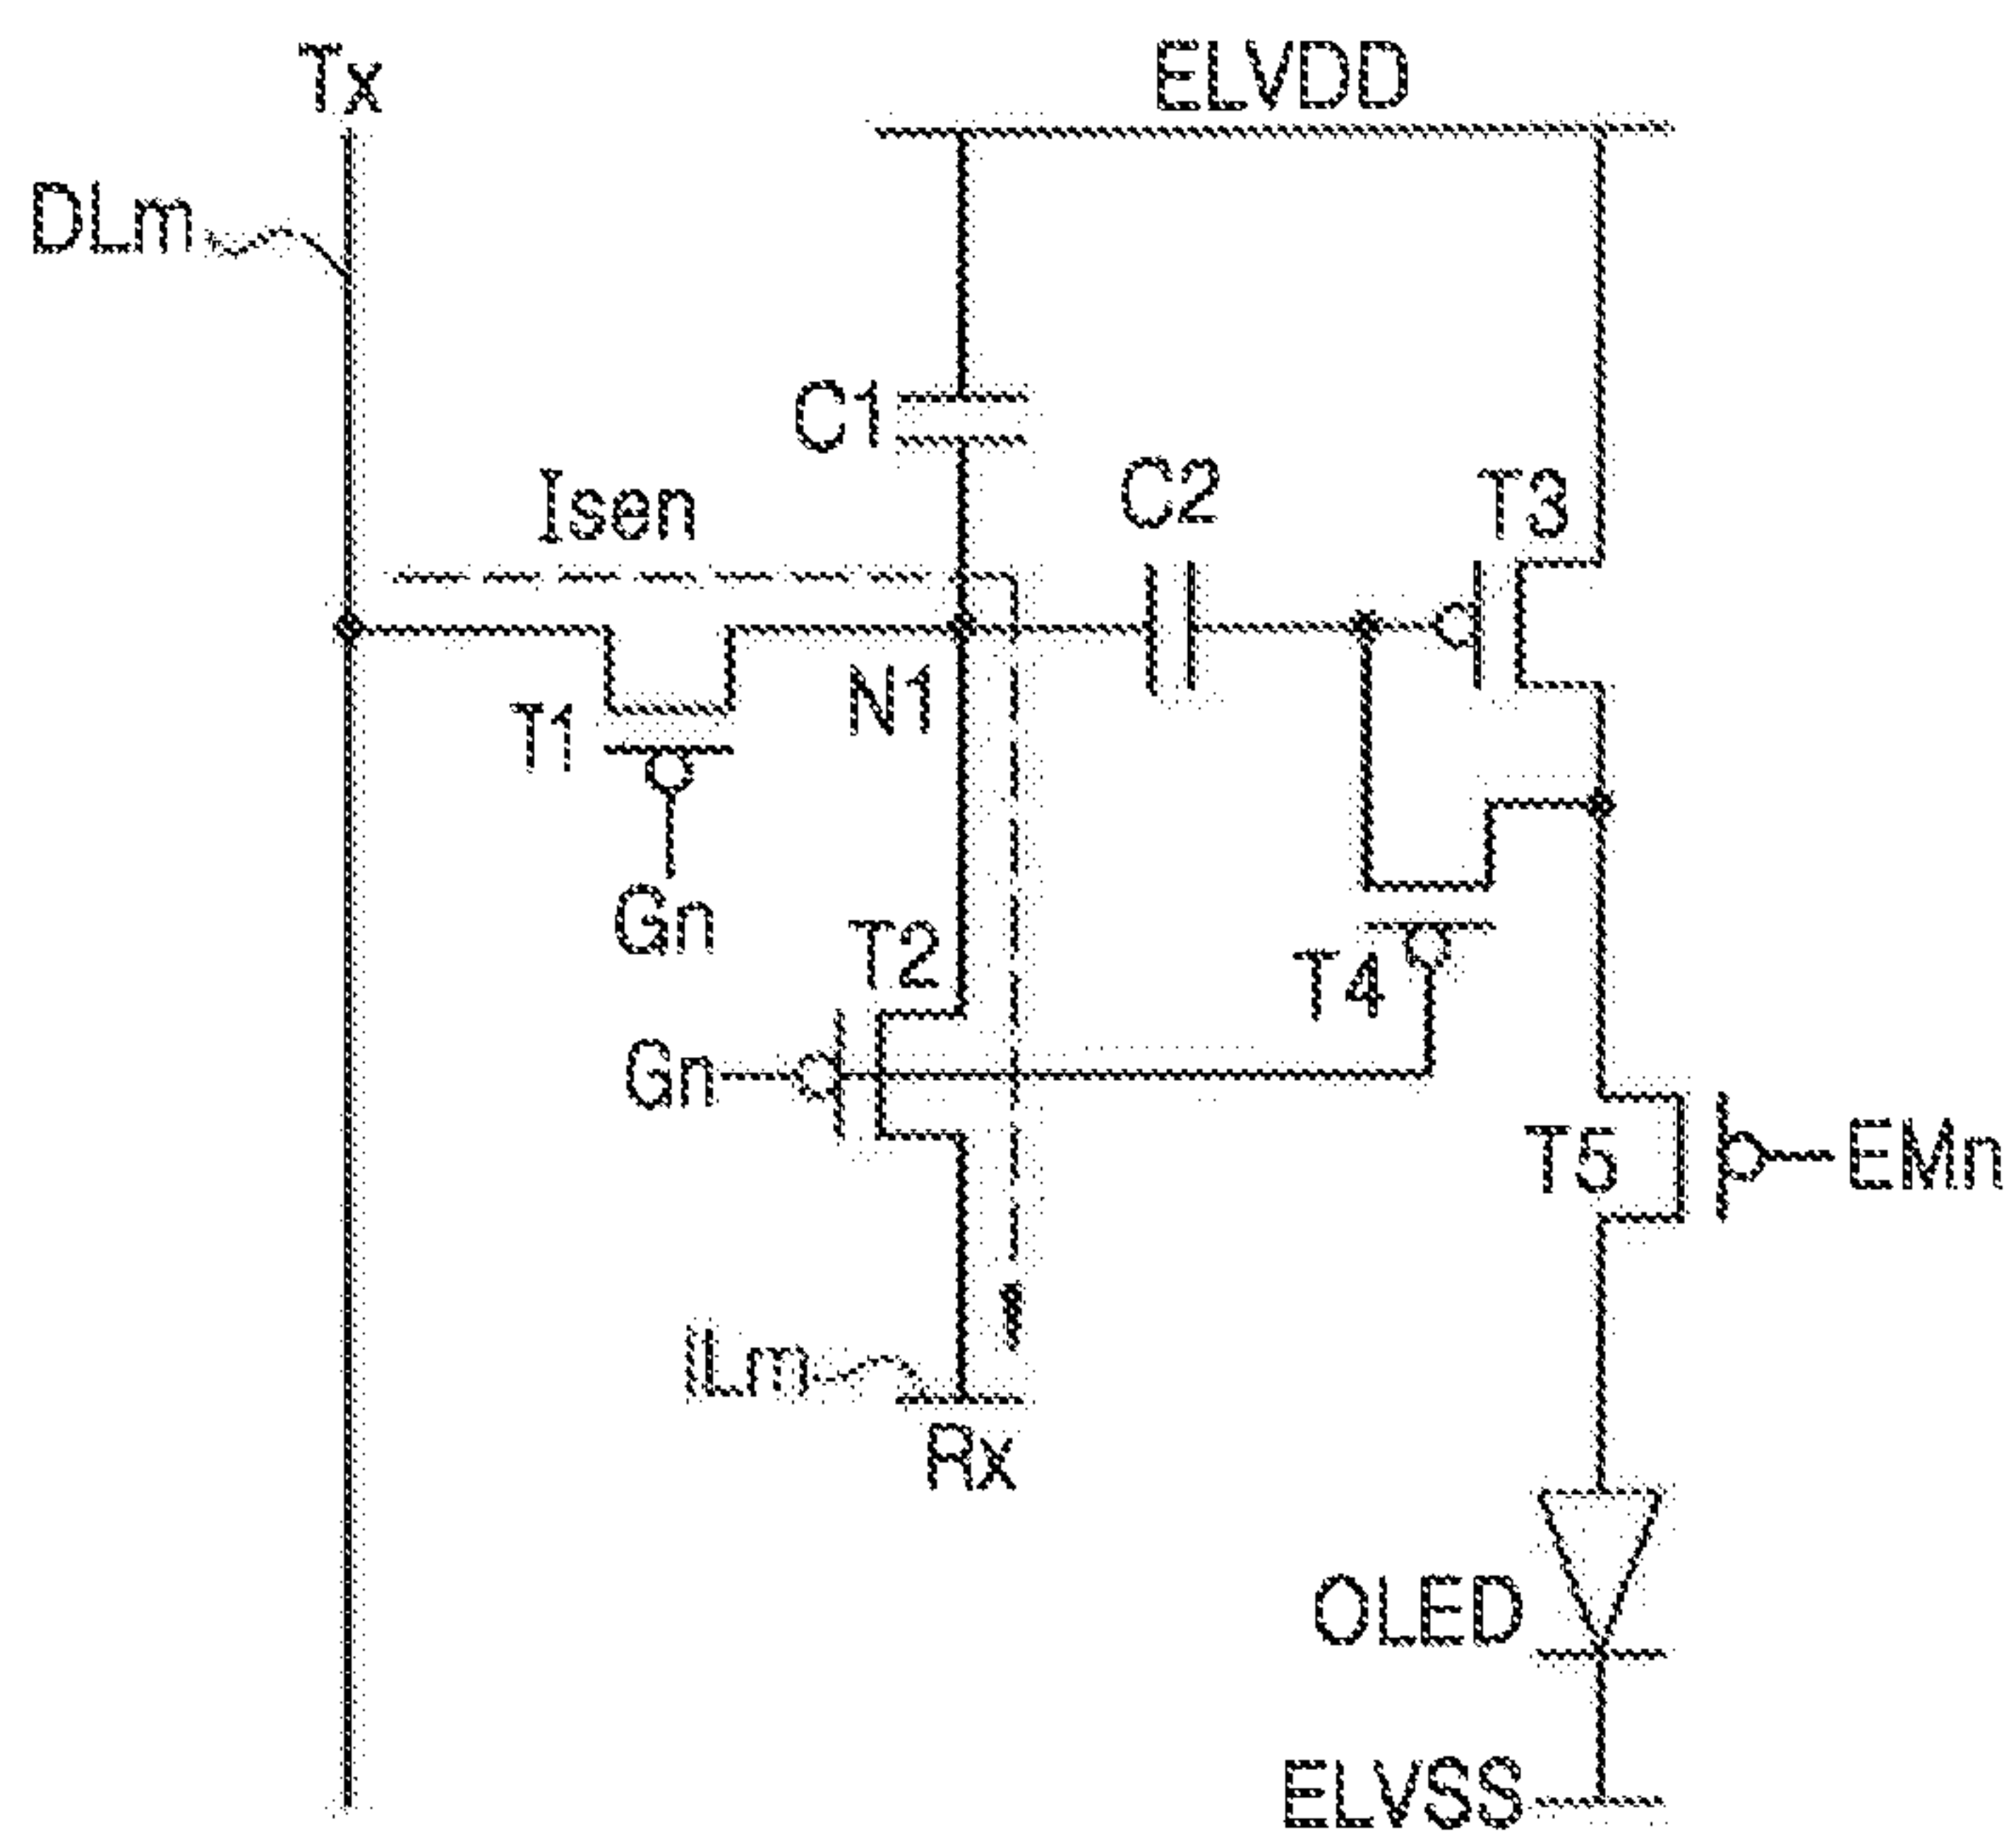 Tx
ELVDD
DLm
C1
C2
T3
Isen
N1
T1
Gn
T2
T4
Gn
T5
EMn
ILm
Rx
OLED
ELVSS